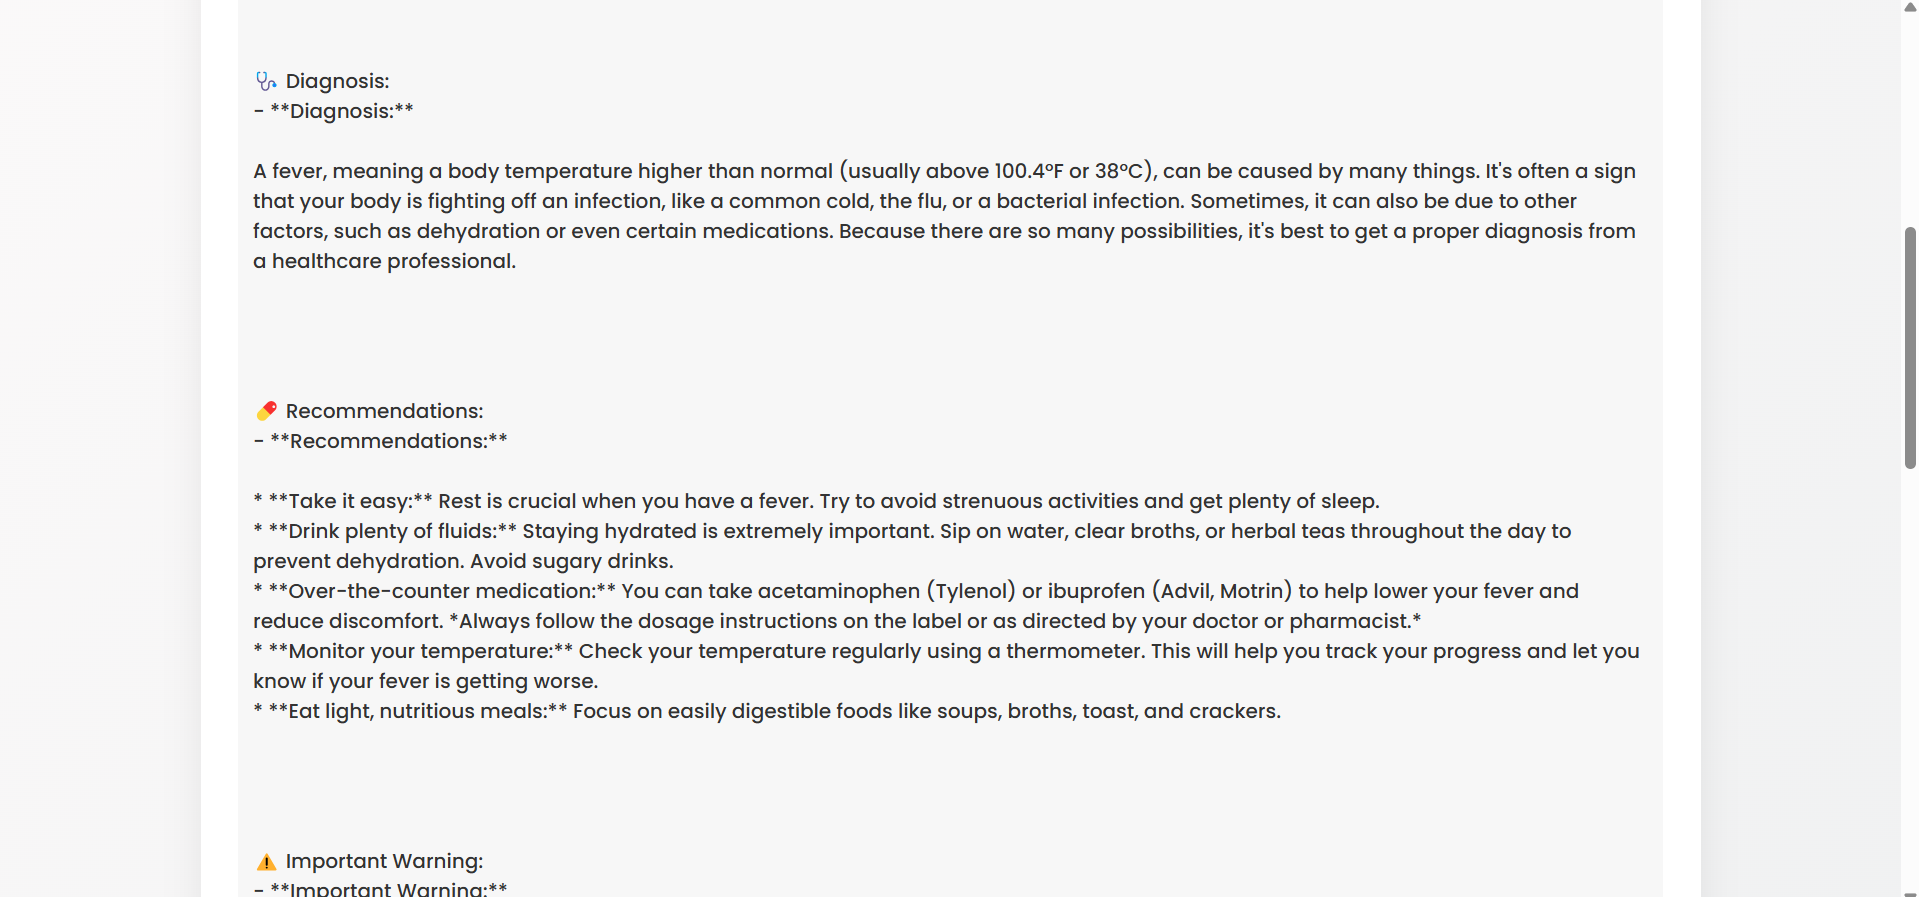 🩺 Diagnosis:
- **Diagnosis:**
A fever, meaning a body temperature higher than normal (usually above 100.4°F or 38°C), can be caused by many things. It's often a sign
that your body is fighting off an infection, like a common cold, the flu, or a bacterial infection. Sometimes, it can also be due to other
factors, such as dehydration or even certain medications. Because there are so many possibilities, it's best to get a proper diagnosis from
a healthcare professional.
💊 Recommendations:
- **Recommendations:**
* **Take it easy:** Rest is crucial when you have a fever. Try to avoid strenuous activities and get plenty of sleep.
* **Drink plenty of fluids:** Staying hydrated is extremely important. Sip on water, clear broths, or herbal teas throughout the day to
prevent dehydration. Avoid sugary drinks.
* **Over-the-counter medication:** You can take acetaminophen (Tylenol) or ibuprofen (Advil, Motrin) to help lower your fever and
reduce discomfort. *Always follow the dosage instructions on the label or as directed by your doctor or pharmacist.*
* **Monitor your temperature:** Check your temperature regularly using a thermometer. This will help you track your progress and let you
know if your fever is getting worse.
* **Eat light, nutritious meals:** Focus on easily digestible foods like soups, broths, toast, and crackers.
⚠️ Important Warning:
- **Important Warning:**